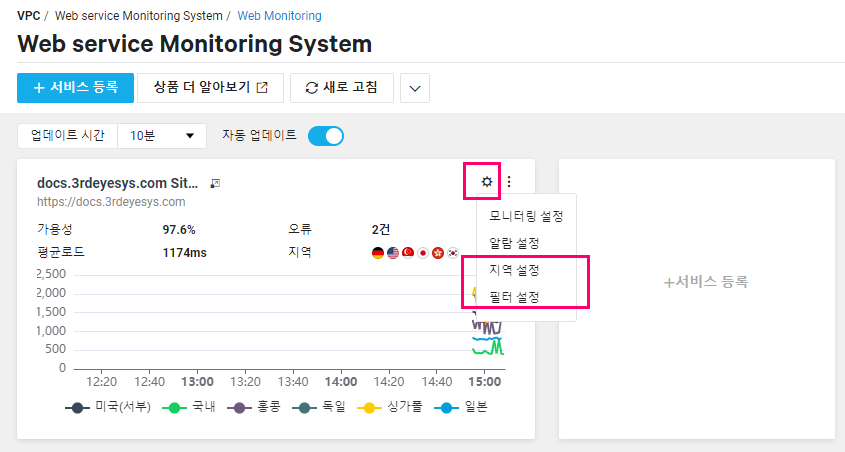 VPC / Web service Monitoring System / Web Monitoring
Web service Monitoring System
+ 서비스 등록 상품 더 알아보기 새로 고침
업데이트 시간 10분 자동 업데이트
docs.3rdeyesys.com Sit...
https://docs.3rdeyesys.com
가용성 97.6% 오류 2건
평균로드 1174ms 지역
모니터링 설정
알람 설정
지역 설정
필터 설정
2,500
2,000
1,500
1,000
500
0
12:20 12:40 13:00 13:20 13:40 14:00 14:20 14:40 15:00
미국(서부) 국내 홍콩 독일 싱가폴 일본
+서비스 등록